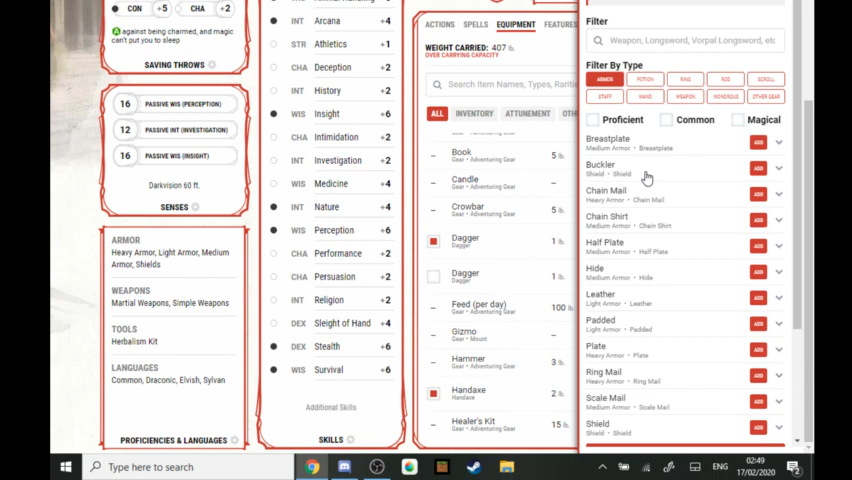 CON +5 CHA +2
against being charmed, and magic
can't put you to sleep
SAVING THROWS
16 PASSIVE WIS (PERCEPTION)
12 PASSIVE INT (INVESTIGATION)
16 PASSIVE WIS (INSIGHT)
Darkvision 60 ft.
SENSES
ARMOR
Heavy Armor, Light Armor, Medium
Armor, Shields
WEAPONS
Martial Weapons, Simple Weapons
TOOLS
Herbalism Kit
LANGUAGES
Common, Draconic, Elvish, Sylvan
PROFICIENCIES & LANGUAGES
INT Arcana +4
STR Athletics +1
CHA Deception +2
INT History +2
WIS Insight +6
CHA Intimidation +2
INT Investigation +2
WIS Medicine +4
INT Nature +4
WIS Perception +6
CHA Performance +2
CHA Persuasion +2
INT Religion +2
DEX Sleight of Hand +4
DEX Stealth +6
WIS Survival +6
Additional Skills
SKILLS
ACTIONS SPELLS EQUIPMENT FEATURES
WEIGHT CARRIED: 407 lb.
OVER CARRYING CAPACITY
Search Item Names, Types, Rariti
ALL INVENTORY ATTUNEMENT OTH
Gear • Adventuring Gear
Book 5 lb.
Gear • Adventuring Gear
Candle --
Gear • Adventuring Gear
Crowbar 5 lb.
Gear • Adventuring Gear
Dagger 1 lb.
Dagger
Dagger 1 lb.
Dagger
Feed (per day) 100 lb.
Gear • Adventuring Gear
Gizmo --
Gear • Mount
Hammer 3 lb.
Gear • Adventuring Gear
Handaxe 2 lb.
Handaxe
Healer's Kit 15 lb.
Gear • Adventuring Gear
Filter
Weapon, Longsword, Vorpal Longsword, etc
Filter By Type
ARMOR POTION RING ROD SCROLL
STAFF WAND WEAPON WONDROUS OTHER GEAR
Proficient Common Magical
Breastplate ADD
Medium Armor • Breastplate
Buckler ADD
Shield • Shield
Chain Mail ADD
Heavy Armor • Chain Mail
Chain Shirt ADD
Medium Armor • Chain Shirt
Half Plate ADD
Medium Armor • Half Plate
Hide ADD
Medium Armor • Hide
Leather ADD
Light Armor • Leather
Padded ADD
Light Armor • Padded
Plate ADD
Heavy Armor • Plate
Ring Mail ADD
Heavy Armor • Ring Mail
Scale Mail ADD
Medium Armor • Scale Mail
Shield ADD
Shield • Shield
Type here to search
ENG
02:49
17/02/2020
2